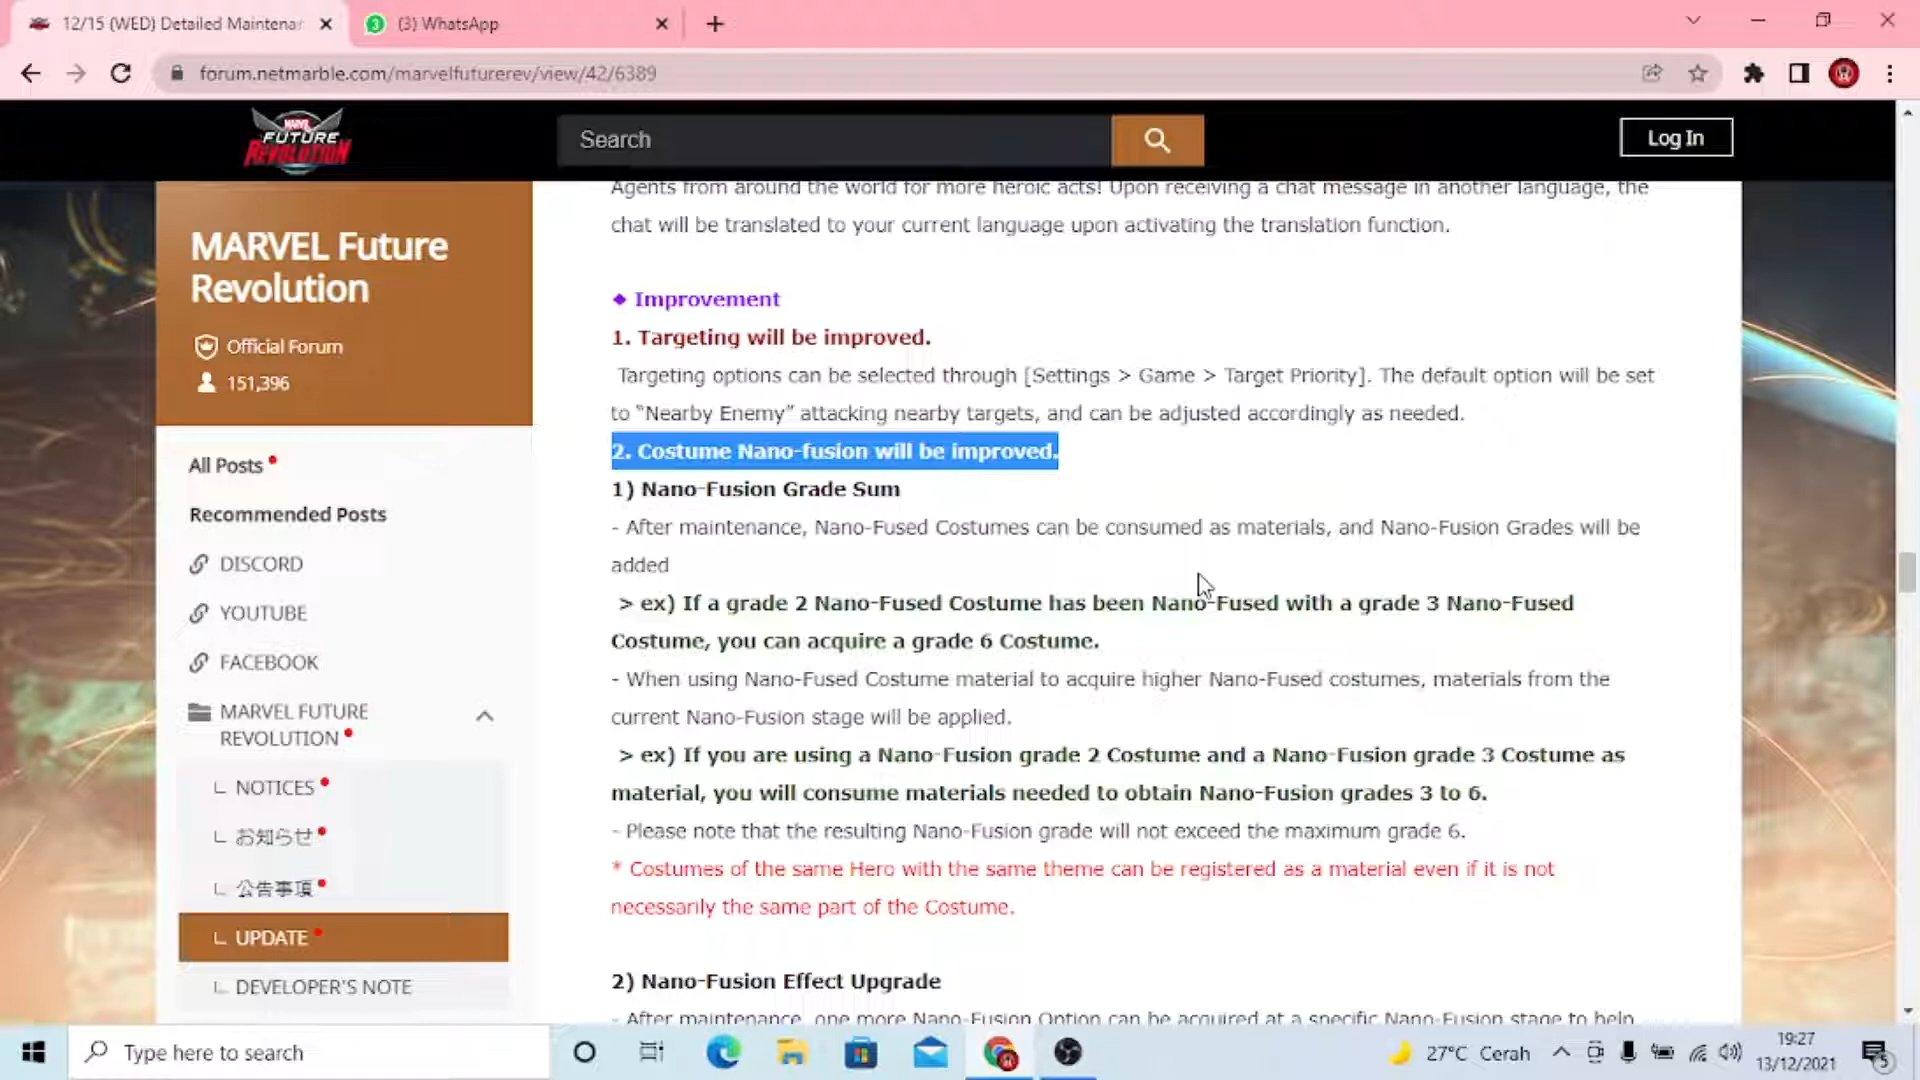 12/15 (WED) Detailed Maintenan
(3) WhatsApp
forum.netmarble.com/marvelfuturerev/view/42/6389
MARVEL
FUTURE
REVOLUTION
Search
Log In
MARVEL Future
Revolution
Official Forum
151,396
All Posts
Recommended Posts
DISCORD
YOUTUBE
FACEBOOK
MARVEL FUTURE
REVOLUTION
NOTICES
お知らせ
公告事項
UPDATE
DEVELOPER'S NOTE
Agents from around the world for more heroic acts! Upon receiving a chat message in another language, the
chat will be translated to your current language upon activating the translation function.
◆ Improvement
1. Targeting will be improved.
Targeting options can be selected through [Settings > Game > Target Priority]. The default option will be set
to “Nearby Enemy” attacking nearby targets, and can be adjusted accordingly as needed.
2. Costume Nano-fusion will be improved.
1) Nano-Fusion Grade Sum
- After maintenance, Nano-Fused Costumes can be consumed as materials, and Nano-Fusion Grades will be
added
> ex) If a grade 2 Nano-Fused Costume has been Nano-Fused with a grade 3 Nano-Fused
Costume, you can acquire a grade 6 Costume.
- When using Nano-Fused Costume material to acquire higher Nano-Fused costumes, materials from the
current Nano-Fusion stage will be applied.
> ex) If you are using a Nano-Fusion grade 2 Costume and a Nano-Fusion grade 3 Costume as
material, you will consume materials needed to obtain Nano-Fusion grades 3 to 6.
- Please note that the resulting Nano-Fusion grade will not exceed the maximum grade 6.
* Costumes of the same Hero with the same theme can be registered as a material even if it is not
necessarily the same part of the Costume.
2) Nano-Fusion Effect Upgrade
- After maintenance, one more Nano-Fusion Option can be acquired at a specific Nano-Fusion stage to help
Type here to search
27°C Cerah
19:27
13/12/2021
5